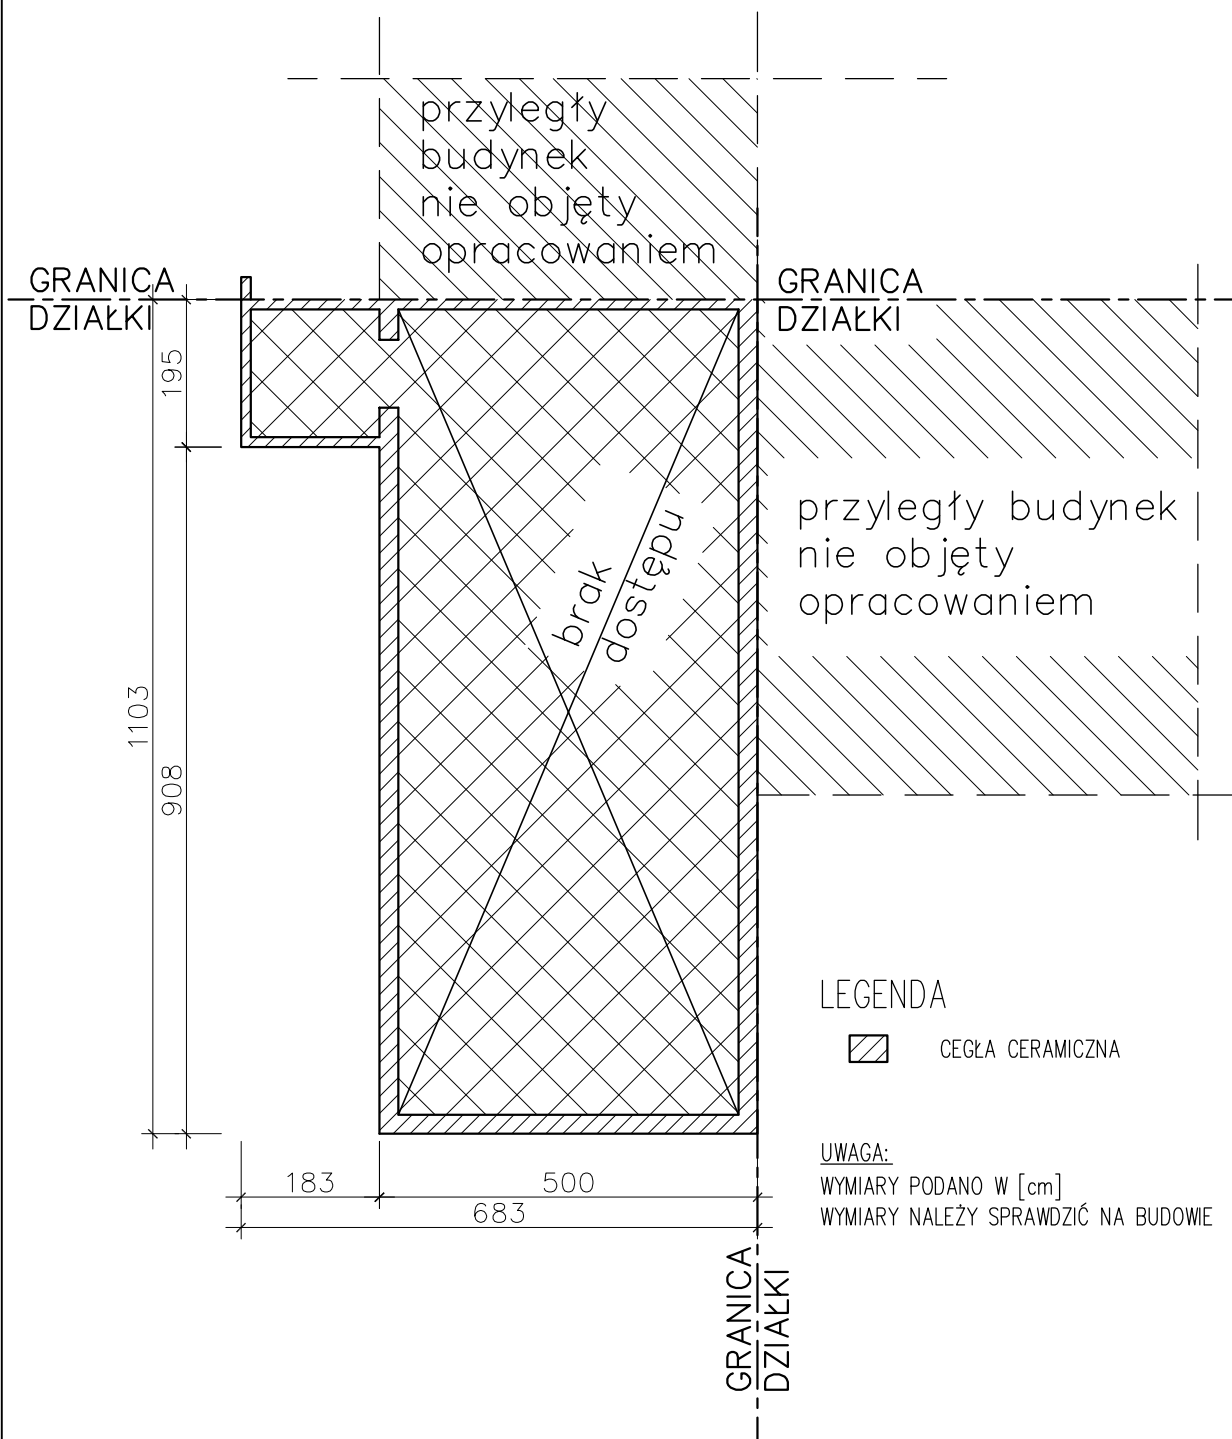 przyległy
budynek
nie objęty
opracowaniem
GRANICA
DZIAŁKI
GRANICA
DZIAŁKI
195
1103
908
brak
dostępu
przyległy budynek
nie objęty
opracowaniem
LEGENDA
CEGŁA CERAMICZNA
UWAGA:
WYMIARY PODANO W [cm]
WYMIARY NALEŻY SPRAWDZIĆ NA BUDOWIE
183
500
683
GRANICA
DZIAŁKI